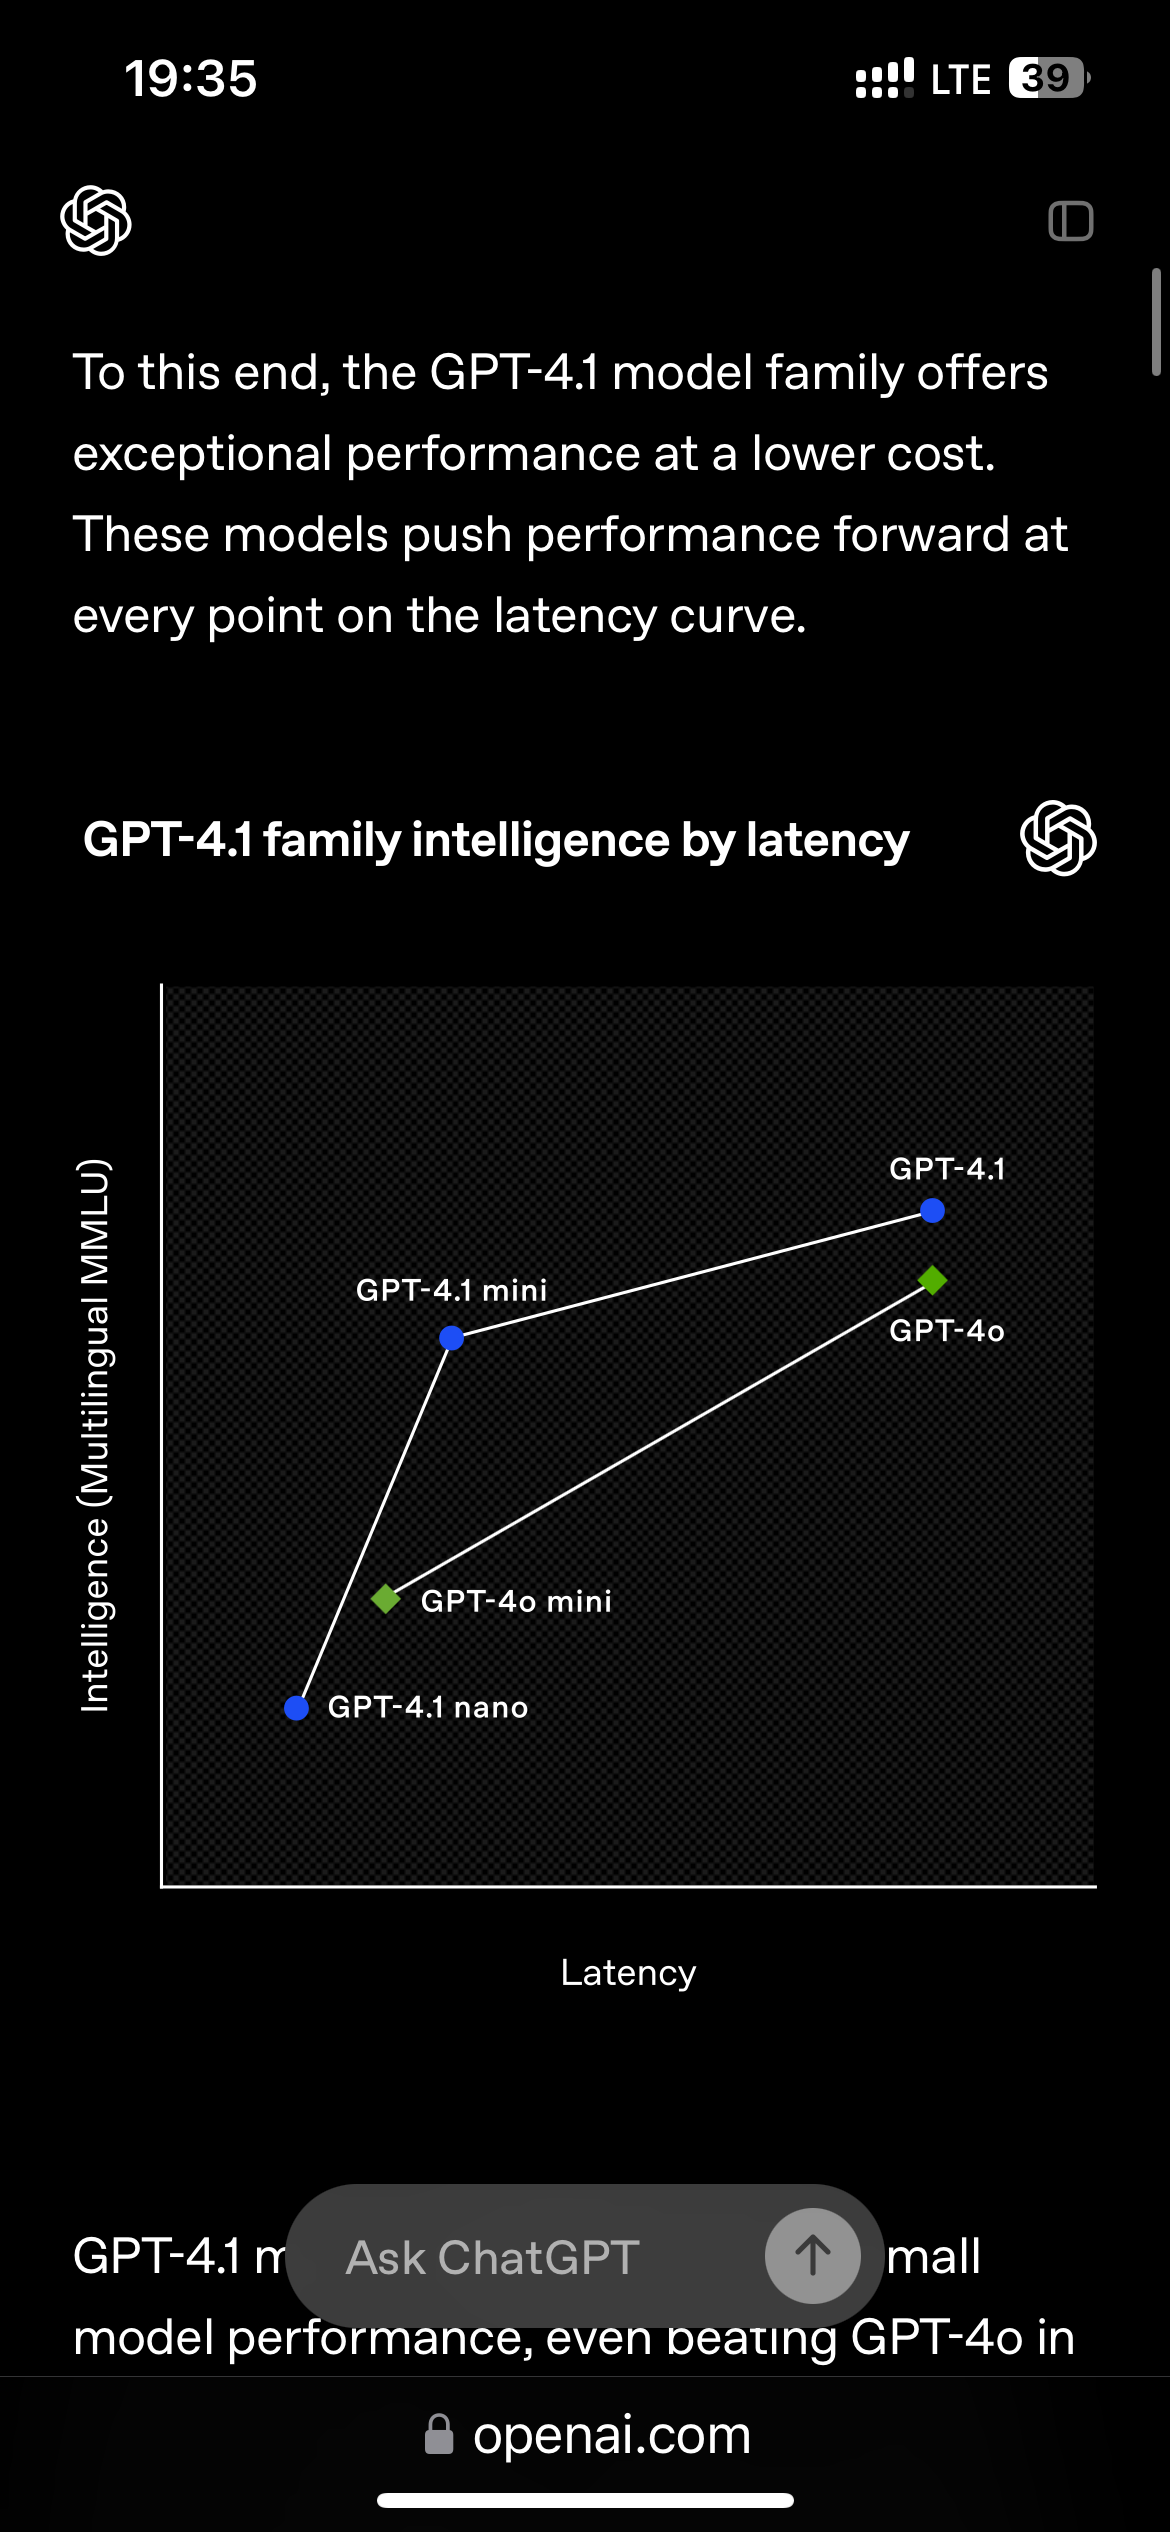 19:35
LTE 39
To this end, the GPT-4.1 model family offers
exceptional performance at a lower cost.
These models push performance forward at
every point on the latency curve.
GPT-4.1 family intelligence by latency
Intelligence (Multilingual MMLU)
GPT-4.1
GPT-4.1 mini
GPT-4o
GPT-4o mini
GPT-4.1 nano
Latency
GPT-4.1
Ask ChatGPT
model performance, even beating GPT-4o in
openai.com